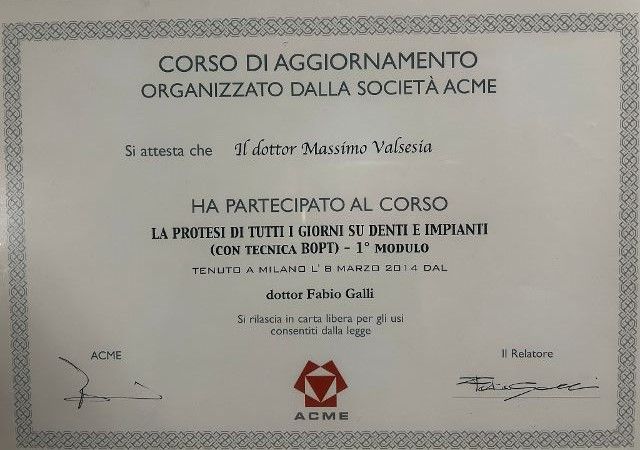 CORSO DI AGGIORNAMENTO
ORGANIZZATO DALLA SOCIETÀ ACME
Si attesta che Il dottor Massimo Valsesia
HA PARTECIPATO AL CORSO
LA PROTESI DI TUTTI I GIORNI SU DENTI E IMPIANTI
(CON TECNICA BOPT) - 1° MODULO
TENUTO A MILANO L' 8 MARZO 2014 DAL
dottor Fabio Galli
Si rilascia in carta libera per gli usi
consentiti dalla legge
ACME
Il Relatore
ACME